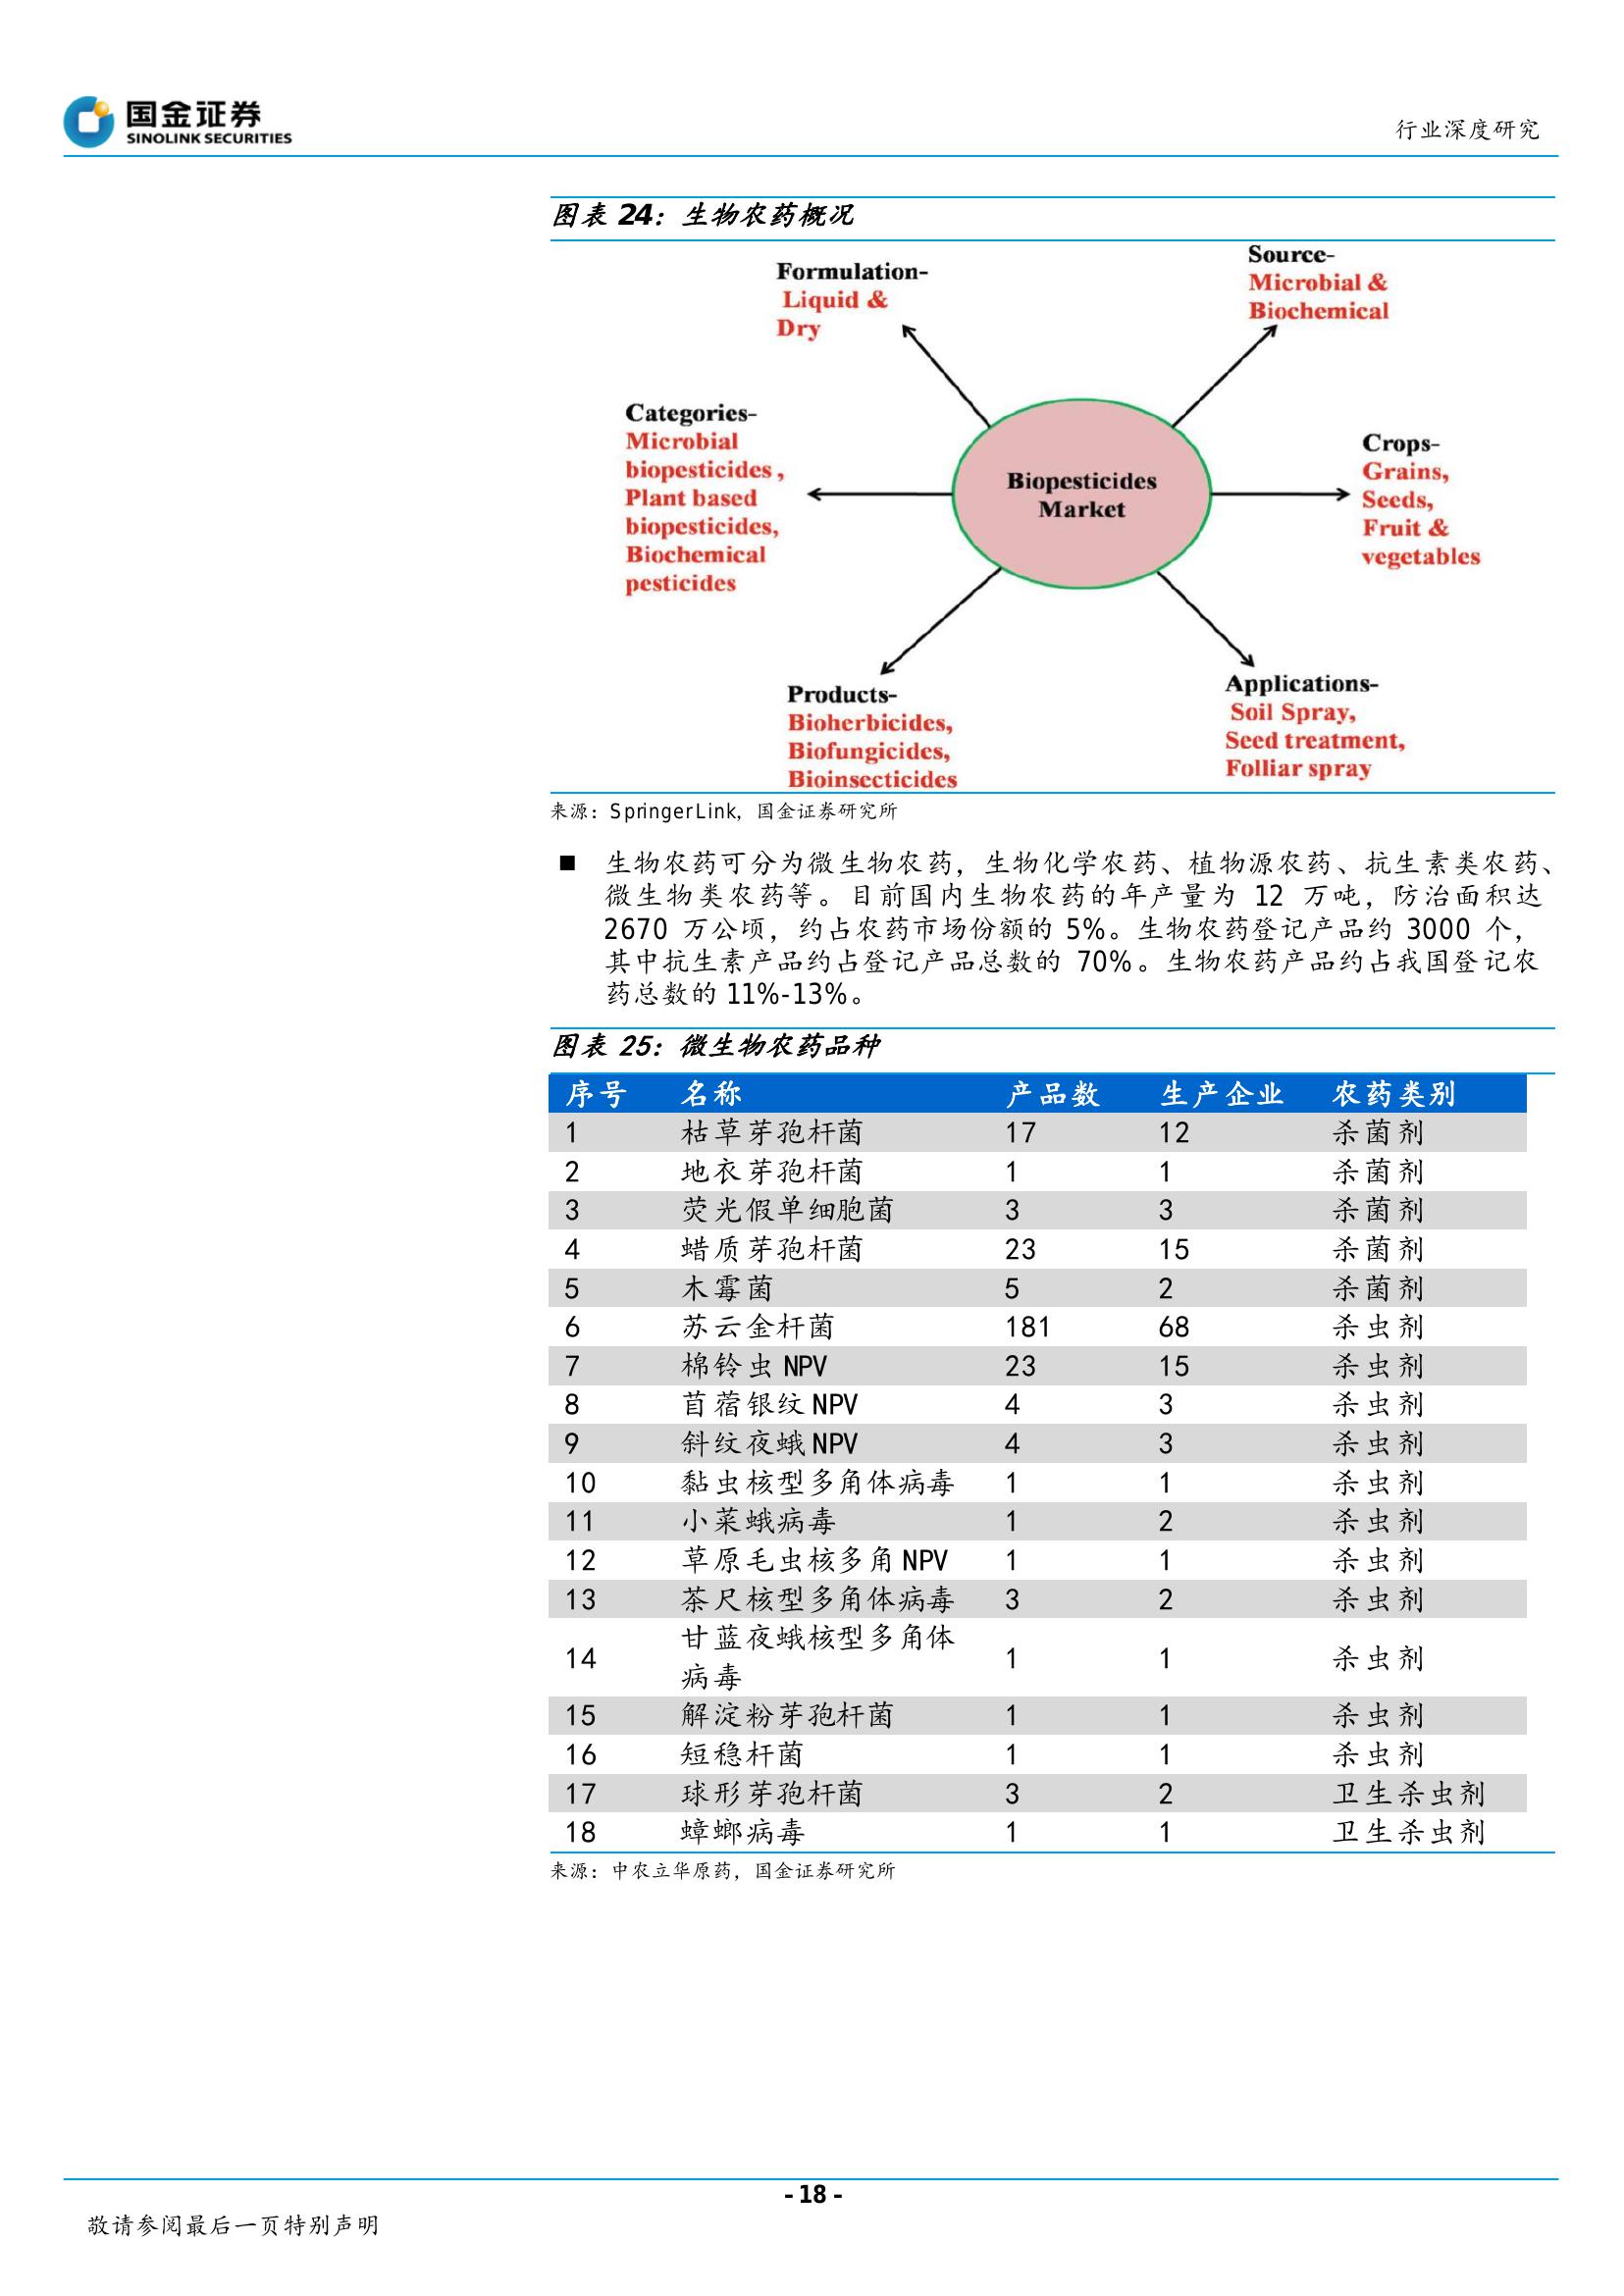 国金证券
SINOLINK SECURITIES
行业深度研究
图表 24：生物农药概况
Formulation-
Liquid &
Dry
Source-
Microbial &
Biochemical
Categories-
Microbial
biopesticides ,
Plant based
biopesticides,
Biochemical
pesticides
Biopesticides
Market
Crops-
Grains,
Seeds,
Fruit &
vegetables
Products-
Bioherbicides,
Biofungicides,
Bioinsecticides
Applications-
Soil Spray,
Seed treatment,
Folliar spray
来源：SpringerLink，国金证券研究所
■ 生物农药可分为微生物农药，生物化学农药、植物源农药、抗生素类农药、
微生物类农药等。目前国内生物农药的年产量为 12 万吨，防治面积达
2670 万公顷，约占农药市场份额的 5%。生物农药登记产品约 3000 个，
其中抗生素产品约占登记产品总数的 70%。生物农药产品约占我国登记农
药总数的 11%-13%。
图表 25：微生物农药品种
序号 名称 产品数 生产企业 农药类别
1 枯草芽孢杆菌 17 12 杀菌剂
2 地衣芽孢杆菌 1 1 杀菌剂
3 荧光假单细胞菌 3 3 杀菌剂
4 蜡质芽孢杆菌 23 15 杀菌剂
5 木霉菌 5 2 杀菌剂
6 苏云金杆菌 181 68 杀虫剂
7 棉铃虫 NPV 23 15 杀虫剂
8 苜蓿银纹 NPV 4 3 杀虫剂
9 斜纹夜蛾 NPV 4 3 杀虫剂
10 黏虫核型多角体病毒 1 1 杀虫剂
11 小菜蛾病毒 1 2 杀虫剂
12 草原毛虫核多角 NPV 1 1 杀虫剂
13 茶尺核型多角体病毒 3 2 杀虫剂
14 甘蓝夜蛾核型多角体 1 1 杀虫剂
病毒
15 解淀粉芽孢杆菌 1 1 杀虫剂
16 短稳杆菌 1 1 杀虫剂
17 球形芽孢杆菌 3 2 卫生杀虫剂
18 蟑螂病毒 1 1 卫生杀虫剂
来源：中农立华原药，国金证券研究所
- 18 -
敬请参阅最后一页特别声明